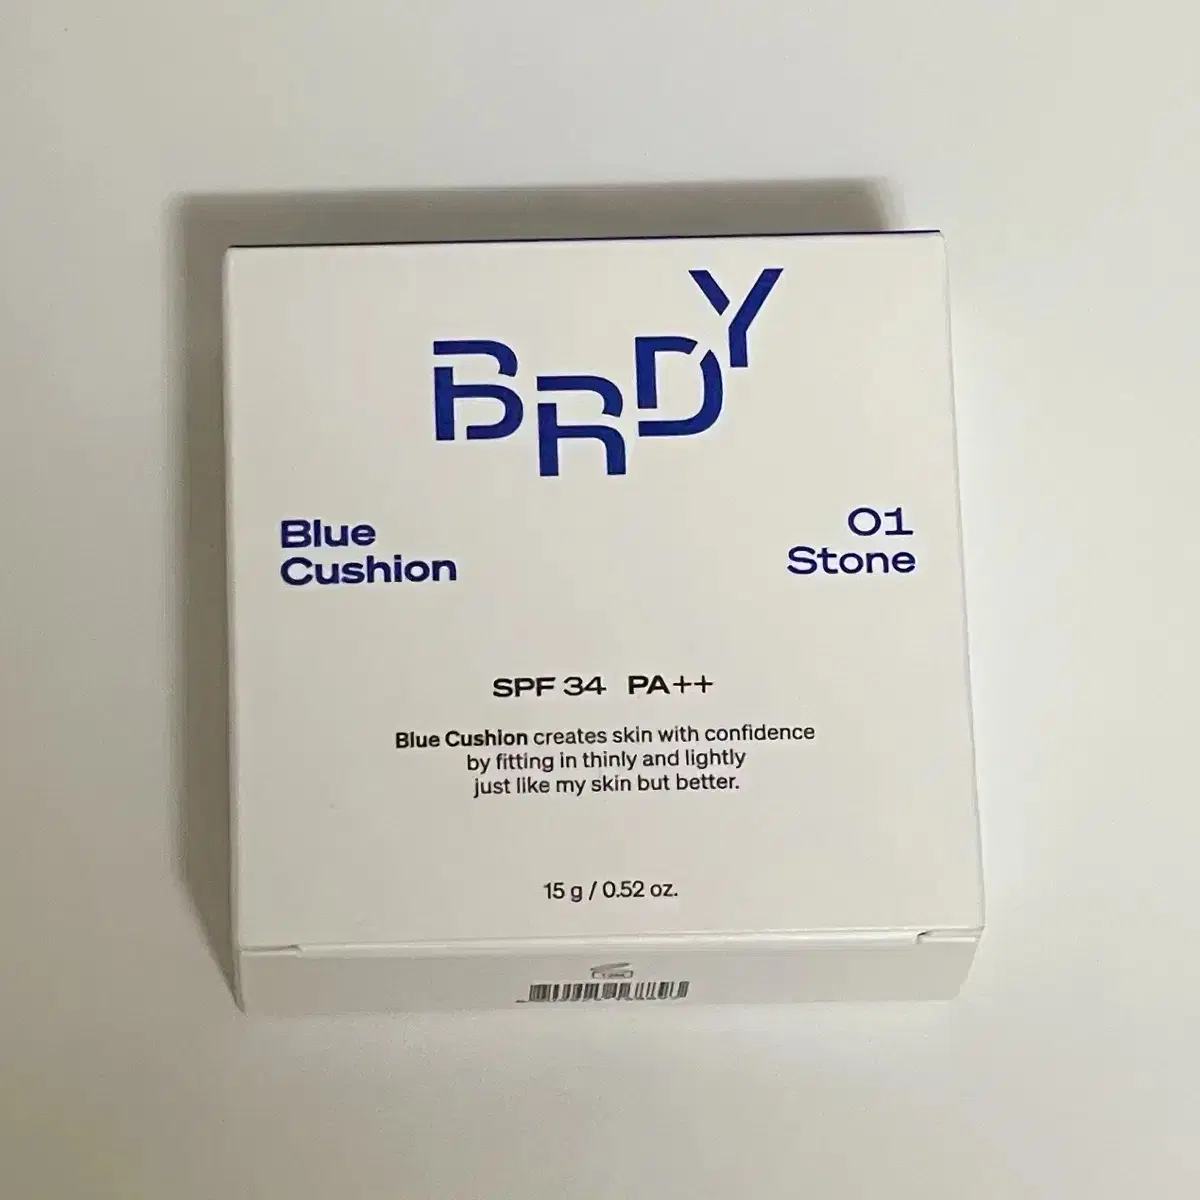 BRDY
Blue
Cushion
01
Stone
SPF 34 PA++
Blue Cushion creates skin with confidence
by fitting in thinly and lightly
just like my skin but better.
15 g / 0.52 oz.